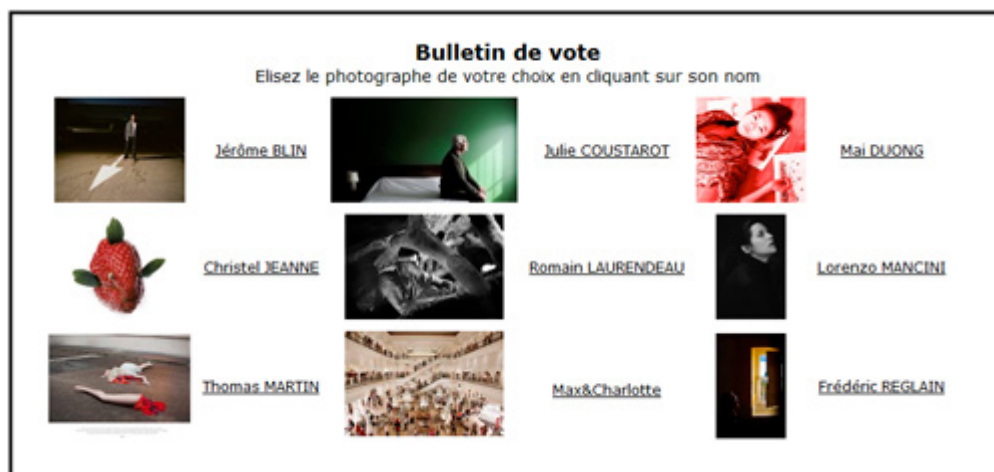 Bulletin de vote
Elisez le photographe de votre choix en cliquant sur son nom
Jérôme BLIN
Julie COUSTAROT
Mai DUONG
Christel JEANNE
Romain LAURENDEAU
Lorenzo MANCINI
Thomas MARTIN
Max&Charlotte
Frédéric REGLAIN